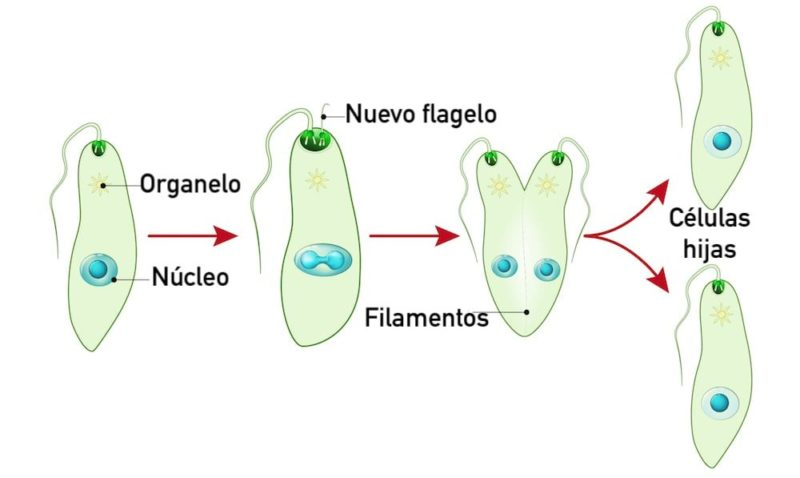 Nuevo flagelo
Organelo
Núcleo
Filamentos
Células
hijas